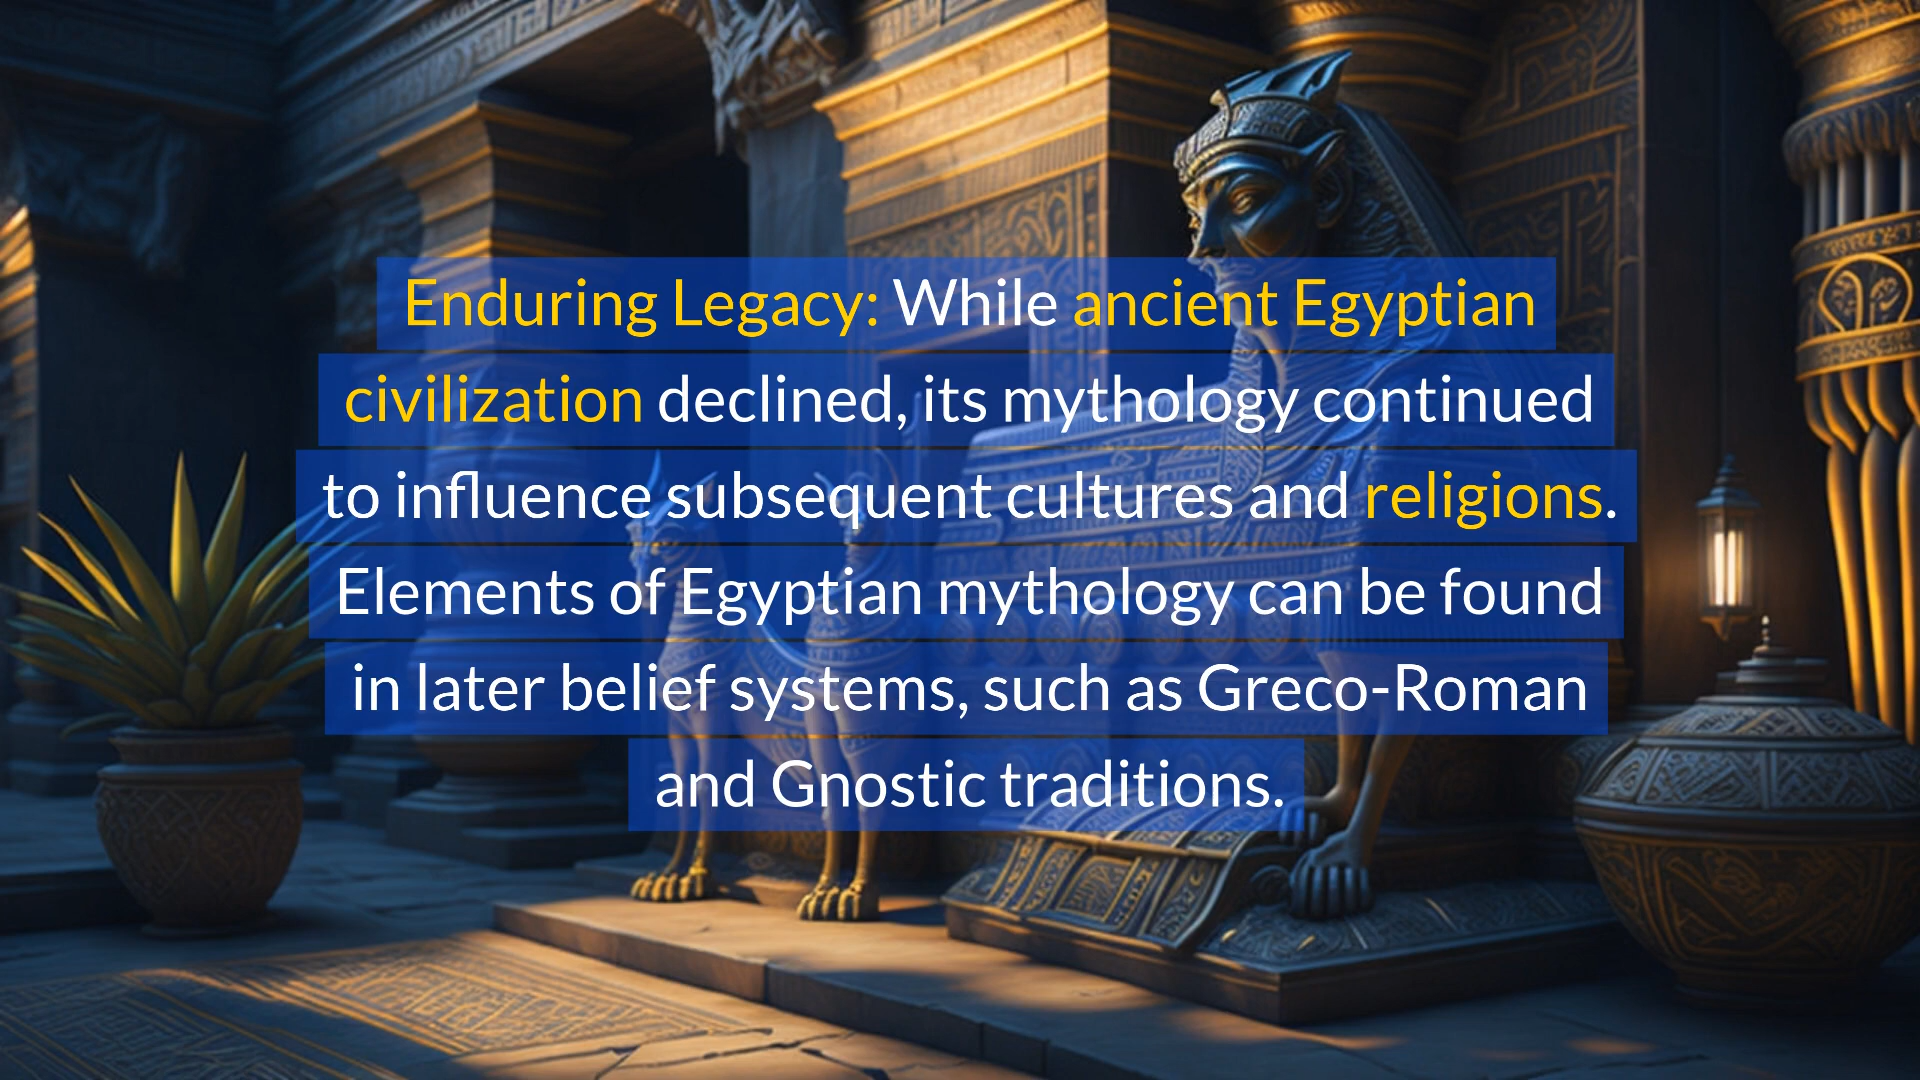 Enduring Legacy: While ancient Egyptian
civilization declined, its mythology continued
to influence subsequent cultures and religions.
Elements of Egyptian mythology can be found
in later belief systems, such as Greco-Roman
and Gnostic traditions.